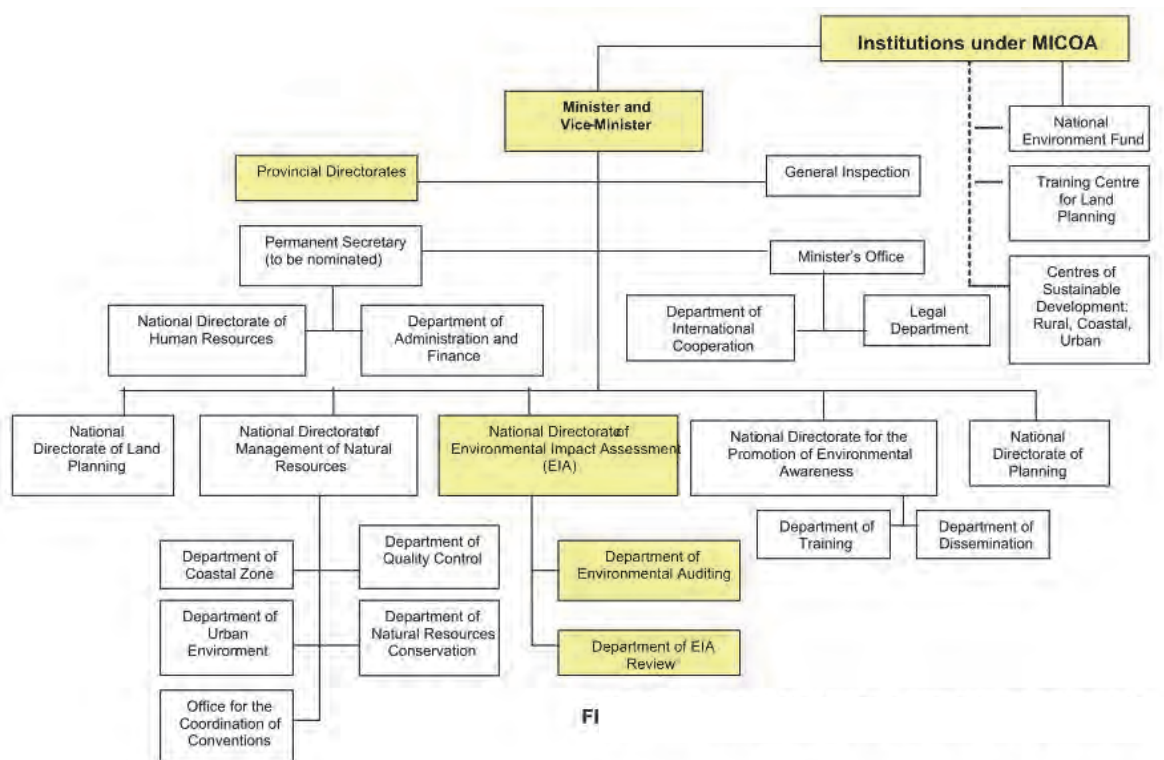 Institutions under MICOA
Minister and
Vice-Minister
National
Environment Fund
Provincial Directorates
General Inspection
Training Centre
for Land
Planning
Permanent Secretary
(to be nominated)
Minister's Office
Centres of
Sustainable
Development:
Rural, Coastal,
Urban
National Directorate of
Human Resources
Department of
Administration and
Finance
Department of
International
Cooperation
Legal
Department
National
Directorate of Land
Planning
National Directorate of
Management of Natural
Resources
National Directorate of
Environmental Impact Assessment
(EIA)
National Directorate for the
Promotion of Environmental
Awareness
National
Directorate of
Planning
Department of
Training
Department of
Dissemination
Department of
Coastal Zone
Department of
Quality Control
Department of
Environmental Auditing
Department of
Urban
Environment
Department of
Natural Resources
Conservation
Department of EIA
Review
Office for the
Coordination of
Conventions
FI